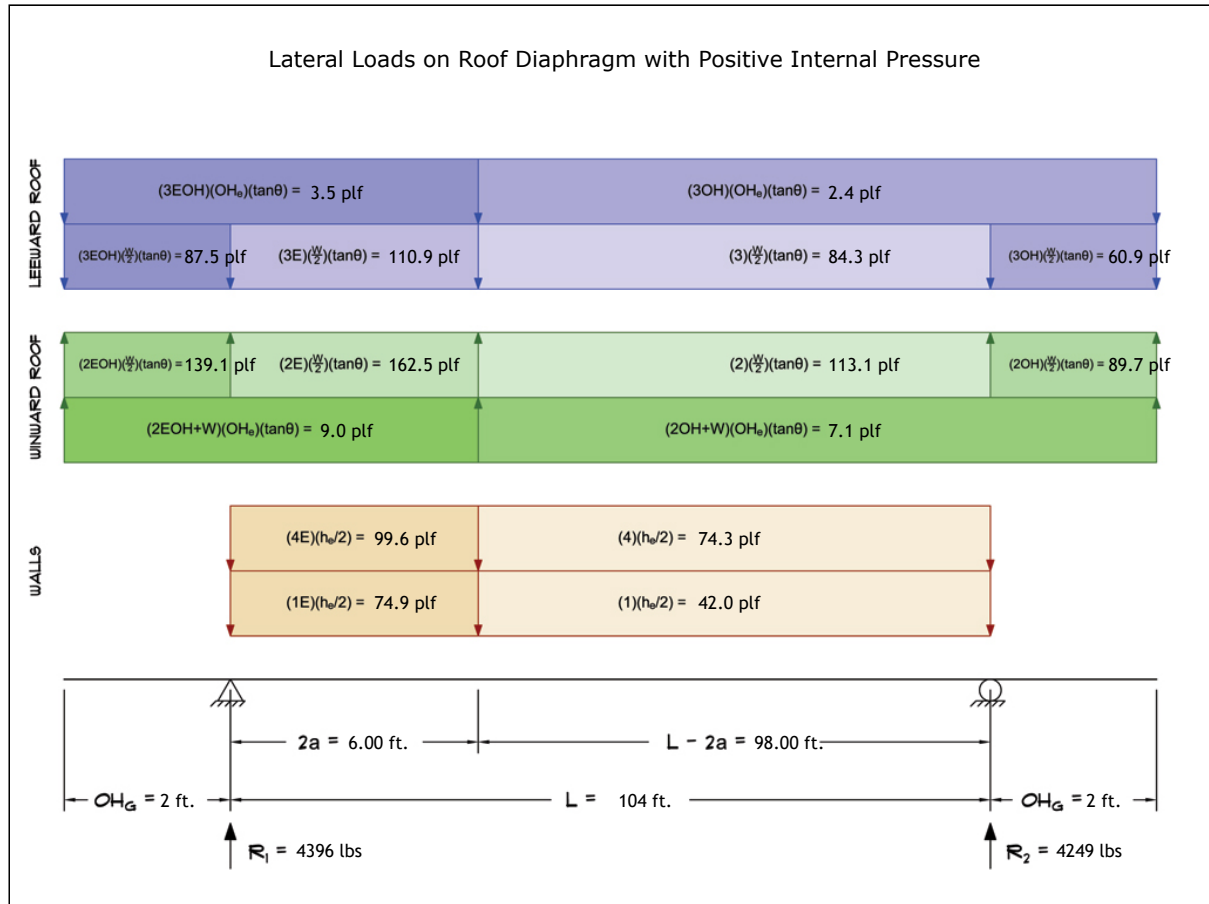 Lateral Loads on Roof Diaphragm with Positive Internal Pressure
LEEWARD ROOF
(3EOH)(OHₑ)(tanθ) = 3.5 plf
(3OH)(OHₑ)(tanθ) = 2.4 plf
(3EOH)(W/2)(tanθ) = 87.5 plf
(3E)(W/2)(tanθ) = 110.9 plf
(3)(W/2)(tanθ) = 84.3 plf
(3OH)(W/2)(tanθ) = 60.9 plf
WINWARD ROOF
(2EOH)(W/2)(tanθ) = 139.1 plf
(2E)(W/2)(tanθ) = 162.5 plf
(2)(W/2)(tanθ) = 113.1 plf
(2OH)(W/2)(tanθ) = 89.7 plf
(2EOH+W)(OHₑ)(tanθ) = 9.0 plf
(2OH+W)(OHₑ)(tanθ) = 7.1 plf
WALLS
(4E)(hₑ/2) = 99.6 plf
(4)(hₑ/2) = 74.3 plf
(1E)(hₑ/2) = 74.9 plf
(1)(hₑ/2) = 42.0 plf
2a = 6.00 ft.
L - 2a = 98.00 ft.
OH_G = 2 ft.
L = 104 ft.
OH_G = 2 ft.
R₁ = 4396 lbs
R₂ = 4249 lbs